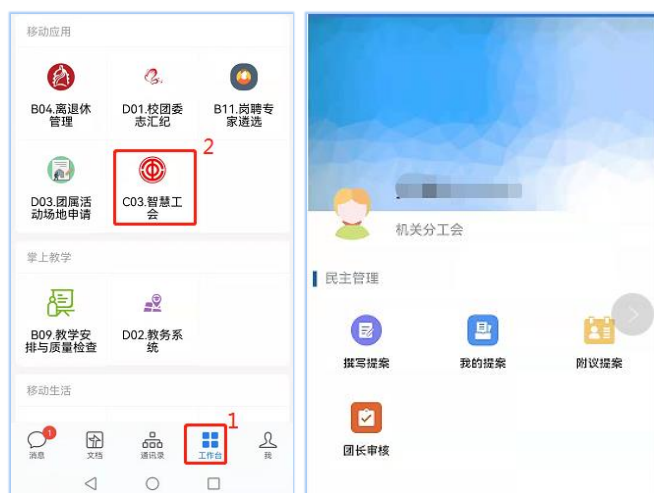 移动应用
B04.离退休
管理
D01.校团委
志汇纪
B11.岗聘专
家遴选
2
D03.团属活
动场地申请
C03.智慧工
会
掌上教学
B09.教学安
排与质量检查
D02.教务系
统
移动生活
1
1
消息
文档
通讯录
工作台
我
机关分工会
民主管理
撰写提案
我的提案
附议提案
团长审核